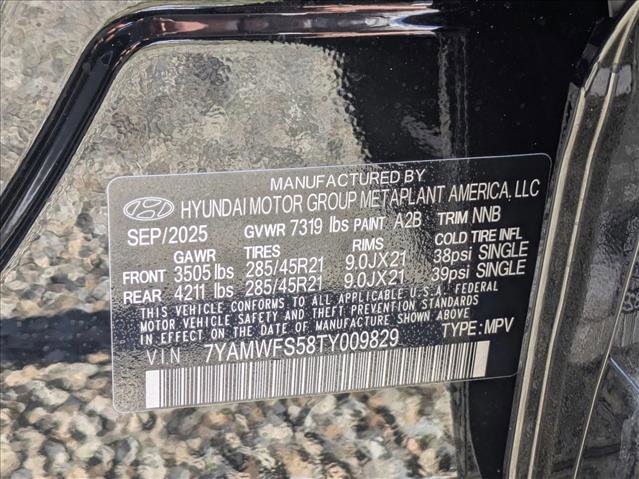 MANUFACTURED BY
HYUNDAI MOTOR GROUP METAPLANT AMERICA, LLC
SEP/2025 GVWR 7319 lbs PAINT A2B TRIM NNB
GAWR TIRES RIMS COLD TIRE INFL
FRONT 3505 lbs 285/45R21 9.0JX21 38psi SINGLE
REAR 4211 lbs 285/45R21 9.0JX21 39psi SINGLE
THIS VEHICLE CONFORMS TO ALL APPLICABLE U.S.A. FEDERAL
MOTOR VEHICLE SAFETY AND THEFT PREVENTION STANDARDS
IN EFFECT ON THE DATE OF MANUFACTURE SHOWN ABOVE.
VIN 7YAMWFS58TY009829 TYPE: MPV